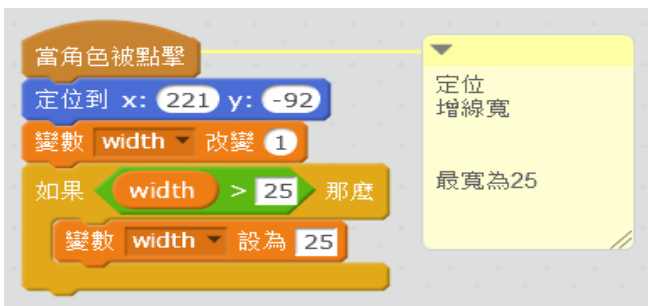 當角色被點擊
定位到 x: 221 y: -92
變數 width 改變 1
如果 width > 25 那麼
變數 width 設為 25
定位
增線寬
最寬為25